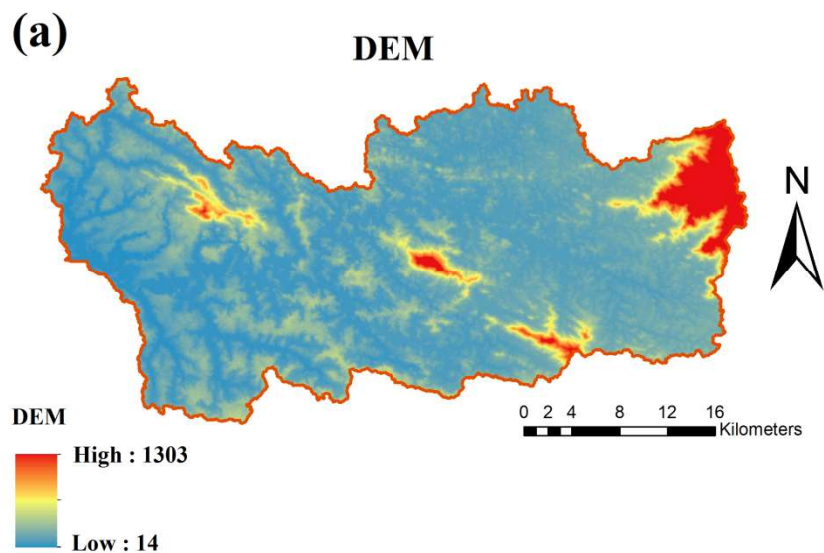 (a)
DEM
N
0 2 4 8 12 16
Kilometers
DEM
High : 1303
Low : 14